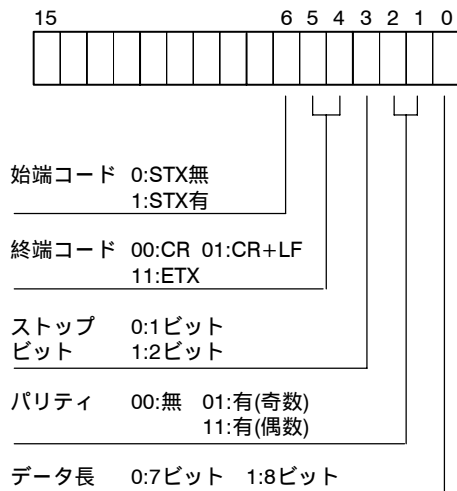 15 6 5 4 3 2 1 0
始端コード 0:STX無
1:STX有
終端コード 00:CR 01:CR+LF
11:ETX
ストップ 0:1ビット
ビット 1:2ビット
パリティ 00:無 01:有(奇数)
11:有(偶数)
データ長 0:7ビット 1:8ビット